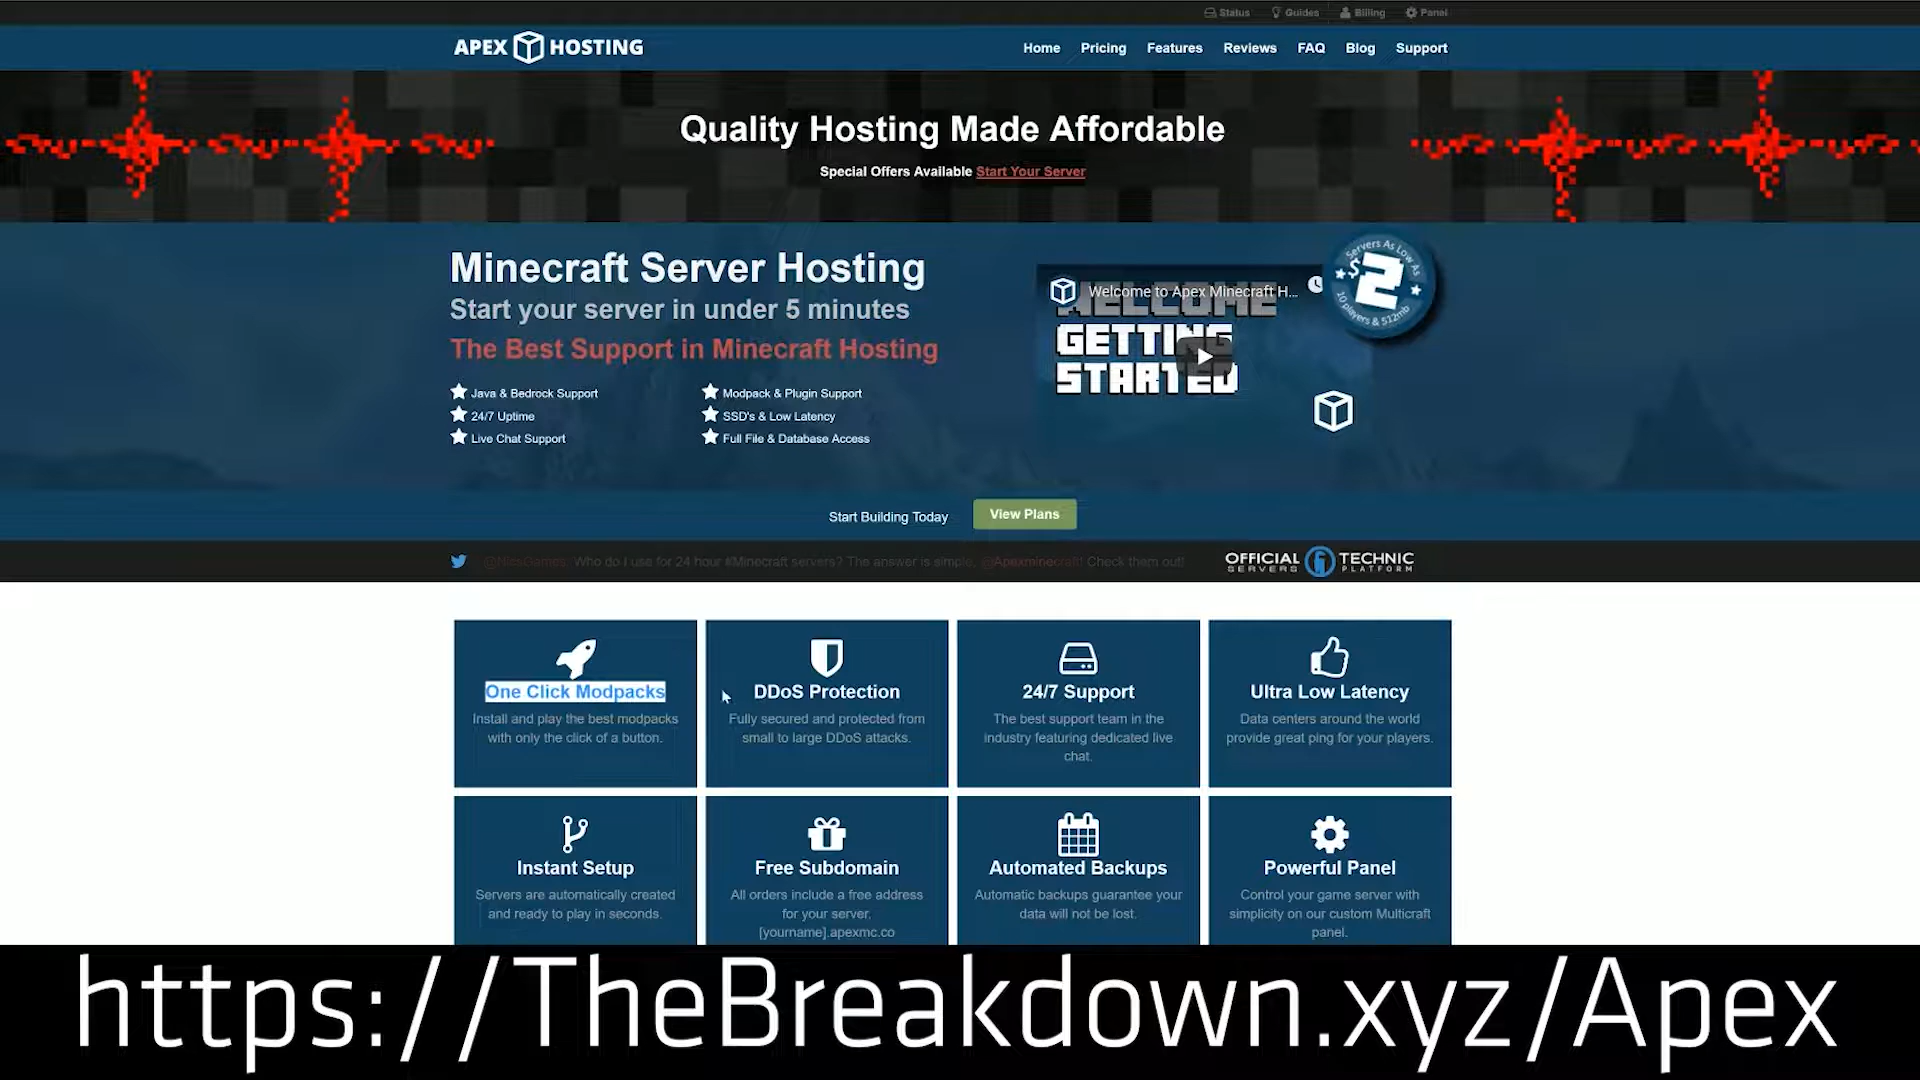 Status Guides Billing Panel
APEX HOSTING
Home Pricing Features Reviews FAQ Blog Support
Quality Hosting Made Affordable
Special Offers Available Start Your Server
Minecraft Server Hosting
Start your server in under 5 minutes
The Best Support in Minecraft Hosting
Java & Bedrock Support
Modpack & Plugin Support
24/7 Uptime
SSD's & Low Latency
Live Chat Support
Full File & Database Access
Welcome to Apex Minecraft H...
WELCOME
GETTING
STARTED
Servers As Low As
$2
10 players & 512mb
Start Building Today
View Plans
Who do I use for 24 hour #Minecraft servers? The answer is simple, @Apexminecraft! Check them out!
OFFICIAL SERVERS TECHNIC PLATFORM
One Click Modpacks
Install and play the best modpacks
with only the click of a button.
DDoS Protection
Fully secured and protected from
small to large DDoS attacks.
24/7 Support
The best support team in the
industry featuring dedicated live
chat.
Ultra Low Latency
Data centers around the world
provide great ping for your players.
Instant Setup
Servers are automatically created
and ready to play in seconds.
Free Subdomain
All orders include a free address
for your server.
[yourname].apexmc.co
Automated Backups
Automatic backups guarantee your
data will not be lost.
Powerful Panel
Control your game server with
simplicity on our custom Multicraft
panel.
https://TheBreakdown.xyz/Apex